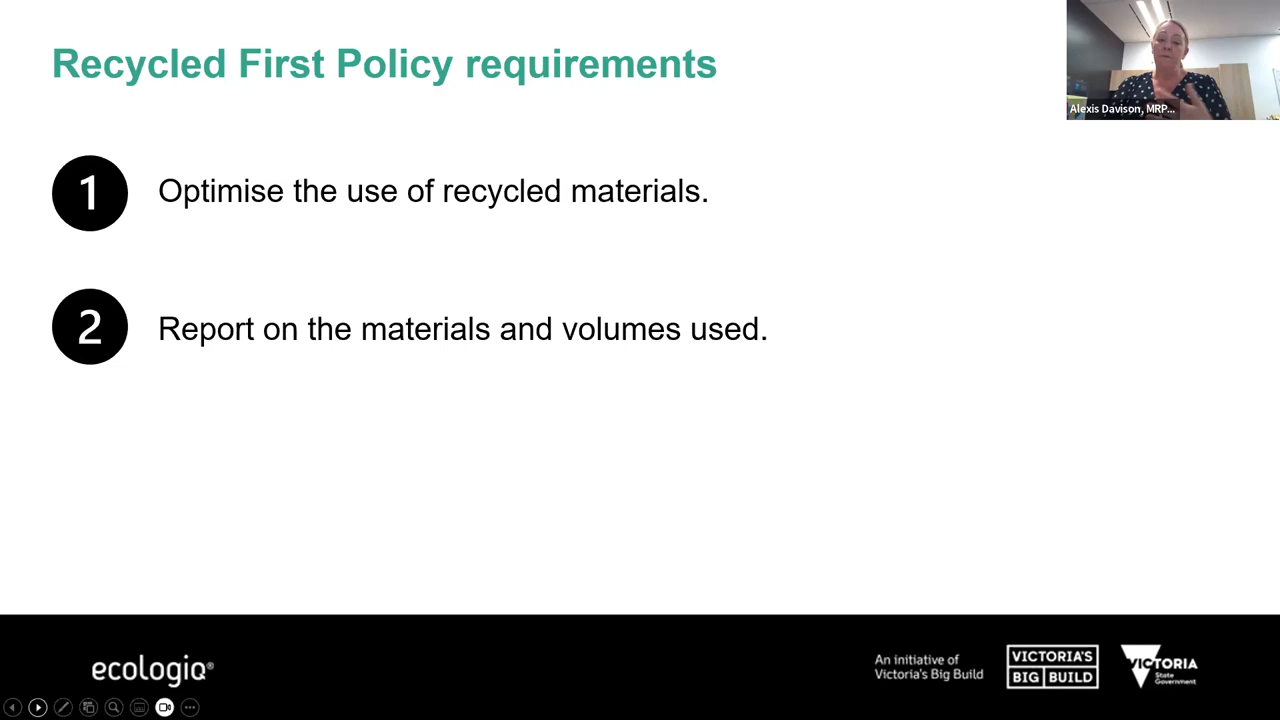 Recycled First Policy requirements
Alexis Davison, MRP...
1 Optimise the use of recycled materials.
2 Report on the materials and volumes used.
ecologiq®
An initiative of
Victoria's Big Build
VICTORIA'S
BIG BUILD
VICTORIA
State
Government